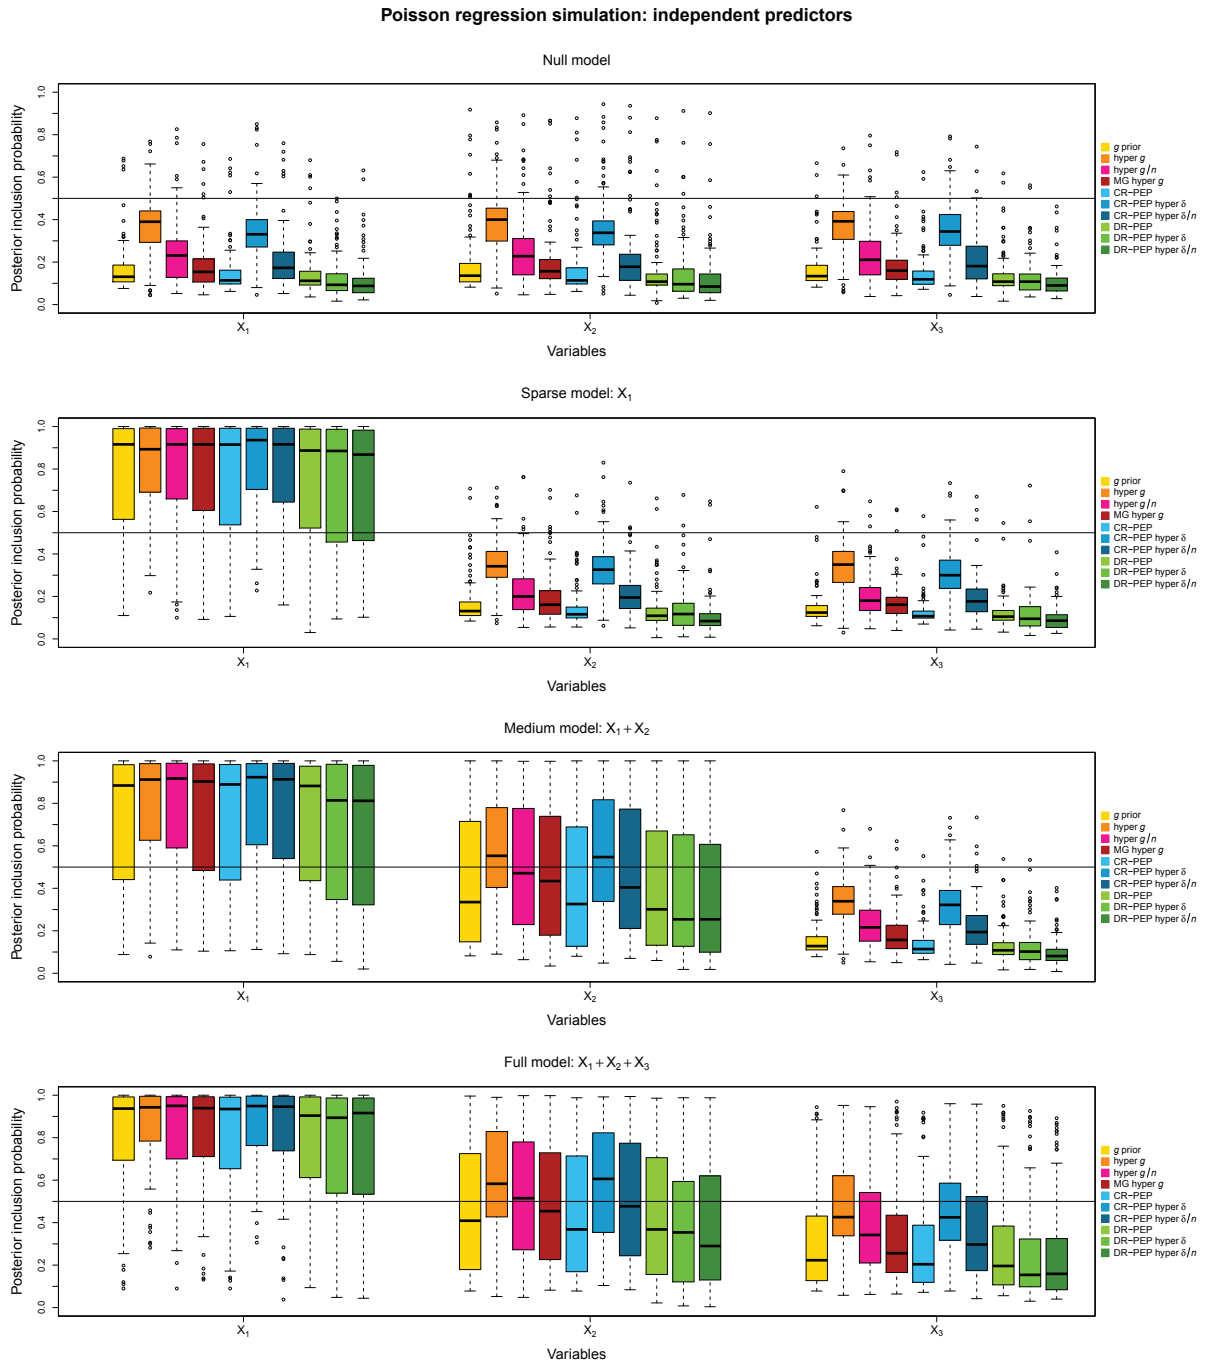 Poisson regression simulation: independent predictors
Null model
Posterior inclusion probability
0.0 0.2 0.4 0.6 0.8 1.0
X1 X2 X3
Variables
g prior
hyper g
hyper g/n
MG hyper g
CR−PEP
CR−PEP hyper δ
CR−PEP hyper δ/n
DR−PEP
DR−PEP hyper δ
DR−PEP hyper δ/n
Sparse model: X1
Posterior inclusion probability
0.0 0.2 0.4 0.6 0.8 1.0
X1 X2 X3
Variables
g prior
hyper g
hyper g/n
MG hyper g
CR−PEP
CR−PEP hyper δ
CR−PEP hyper δ/n
DR−PEP
DR−PEP hyper δ
DR−PEP hyper δ/n
Medium model: X1 + X2
Posterior inclusion probability
0.0 0.2 0.4 0.6 0.8 1.0
X1 X2 X3
Variables
g prior
hyper g
hyper g/n
MG hyper g
CR−PEP
CR−PEP hyper δ
CR−PEP hyper δ/n
DR−PEP
DR−PEP hyper δ
DR−PEP hyper δ/n
Full model: X1 + X2 + X3
Posterior inclusion probability
0.0 0.2 0.4 0.6 0.8 1.0
X1 X2 X3
Variables
g prior
hyper g
hyper g/n
MG hyper g
CR−PEP
CR−PEP hyper δ
CR−PEP hyper δ/n
DR−PEP
DR−PEP hyper δ
DR−PEP hyper δ/n